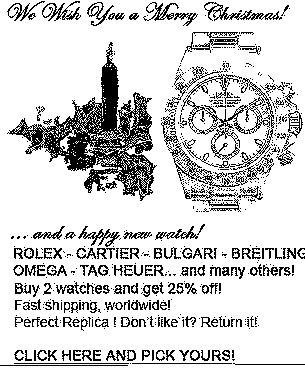 We Wish You a Merry Christmas!
... and a happy new watch!
ROLEX - CARTIER - BULGARI - BREITLING
OMEGA - TAG HEUER... and many others!
Buy 2 watches and get 25% off!
Fast shipping, worldwide!
Perfect Replica ! Don't like it? Return it!
CLICK HERE AND PICK YOURS!